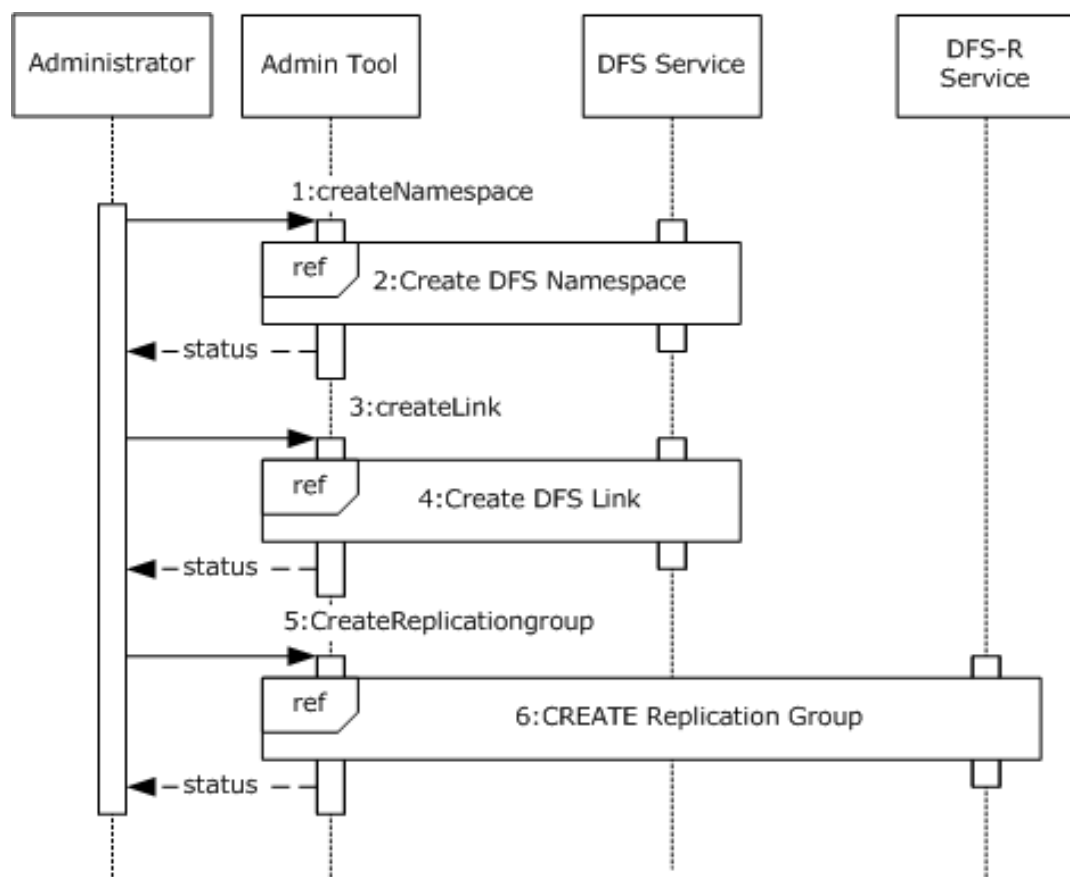 Administrator
Admin Tool
DFS Service
DFS-R
Service
1:createNamespace
ref
2:Create DFS Namespace
status
3:createLink
ref
4:Create DFS Link
status
5:CreateReplicationgroup
ref
6:CREATE Replication Group
status